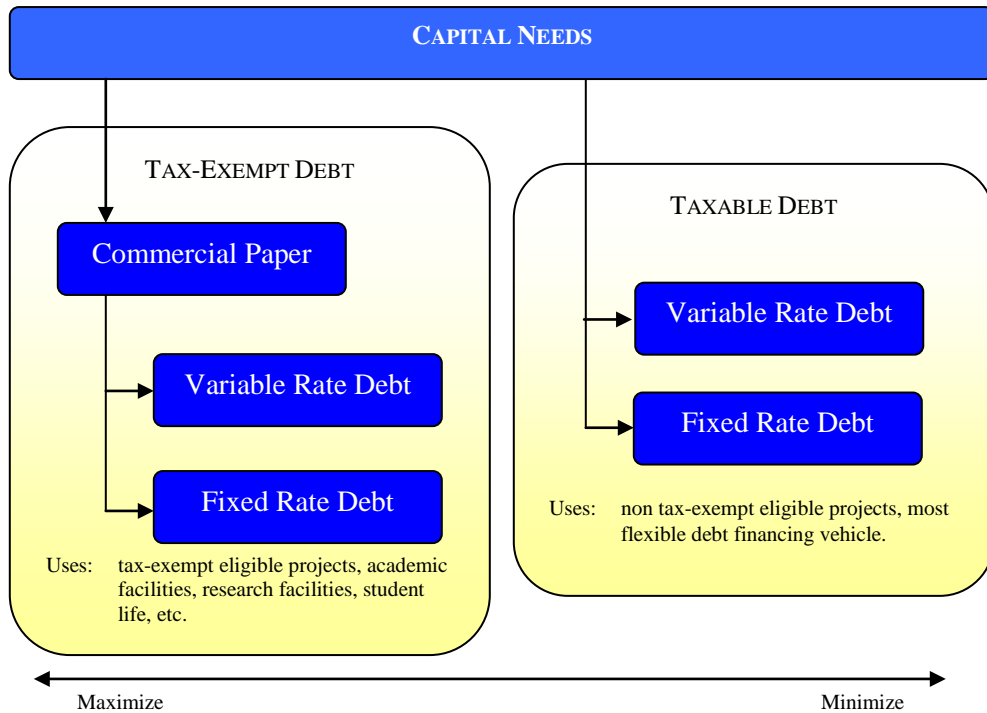 CAPITAL NEEDS
TAX-EXEMPT DEBT
Commercial Paper
Variable Rate Debt
Fixed Rate Debt
Uses: tax-exempt eligible projects, academic
facilities, research facilities, student
life, etc.
TAXABLE DEBT
Variable Rate Debt
Fixed Rate Debt
Uses: non tax-exempt eligible projects, most
flexible debt financing vehicle.
Maximize
Minimize